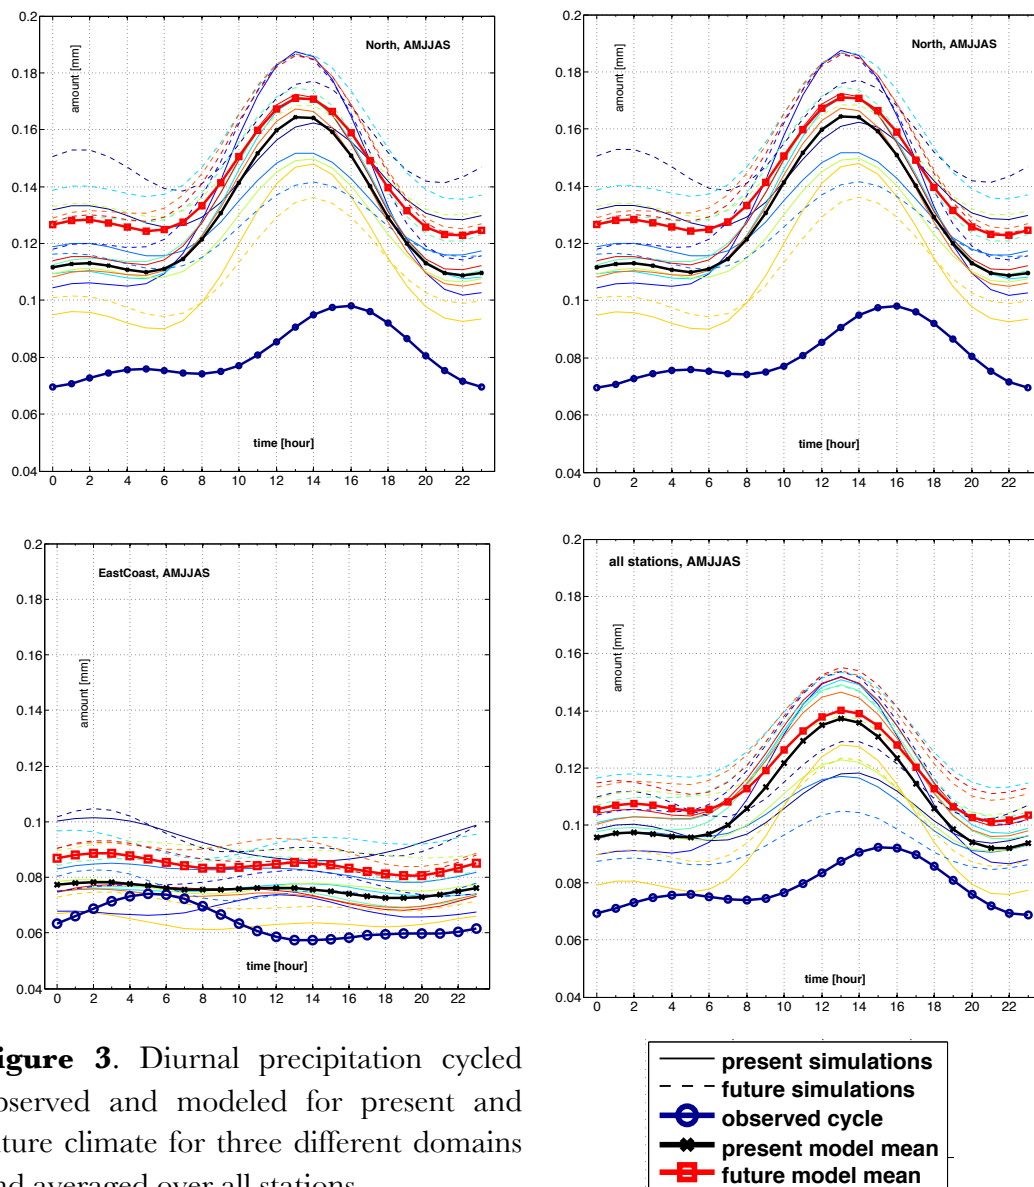 0.2
North, AMJJAS
amount [mm]
0.18
0.16
0.14
0.12
0.1
0.08
0.06
time [hour]
0.04
0 2 4 6 8 10 12 14 16 18 20 22
0.2
North, AMJJAS
amount [mm]
0.18
0.16
0.14
0.12
0.1
0.08
0.06
time [hour]
0.04
0 2 4 6 8 10 12 14 16 18 20 22
0.2
EastCoast, AMJJAS
0.18
0.16
amount [mm]
0.14
0.12
0.1
0.08
0.06
time [hour]
0.04
0 2 4 6 8 10 12 14 16 18 20 22
0.2
all stations, AMJJAS
0.18
amount [mm]
0.16
0.14
0.12
0.1
0.08
0.06
time [hour]
0.04
0 2 4 6 8 10 12 14 16 18 20 22
igure 3. Diurnal precipitation cycled
bserved and modeled for present and
uture climate for three different domains
nd averaged over all stations
present simulations
future simulations
observed cycle
present model mean
future model mean